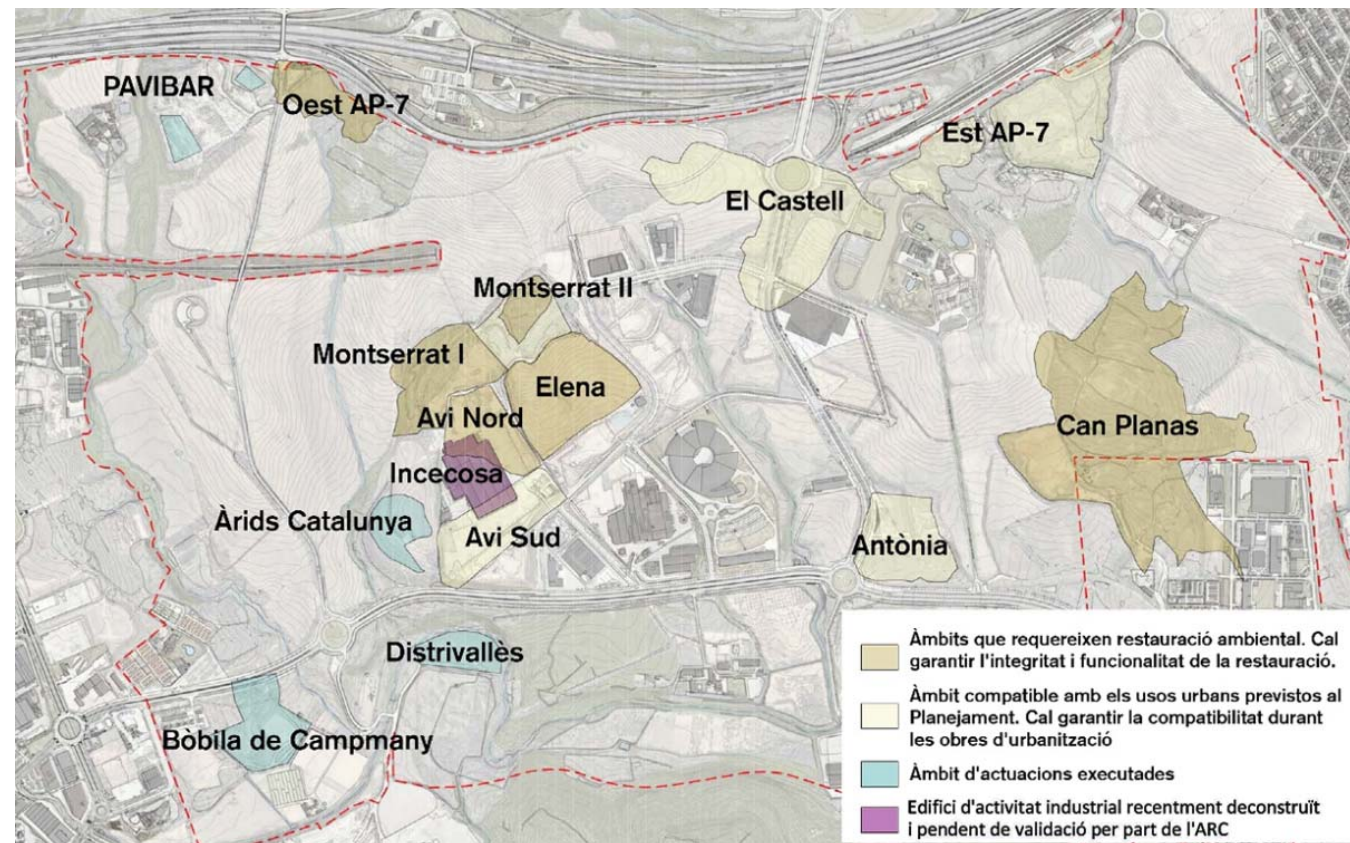 PAVIBAR
Oest AP-7
Est AP-7
El Castell
Montserrat II
Montserrat I
Elena
Avi Nord
Can Planas
Incecosa
Àrids Catalunya
Avi Sud
Antònia
Distrivallès
Bòbila de Campmany
Àmbits que requereixen restauració ambiental. Cal
garantir l'integritat i funcionalitat de la restauració.
Àmbit compatible amb els usos urbans previstos al
Planejament. Cal garantir la compatibilitat durant
les obres d'urbanització
Àmbit d'actuacions executades
Edifici d'activitat industrial recentment deconstruït
i pendent de validació per part de l'ARC